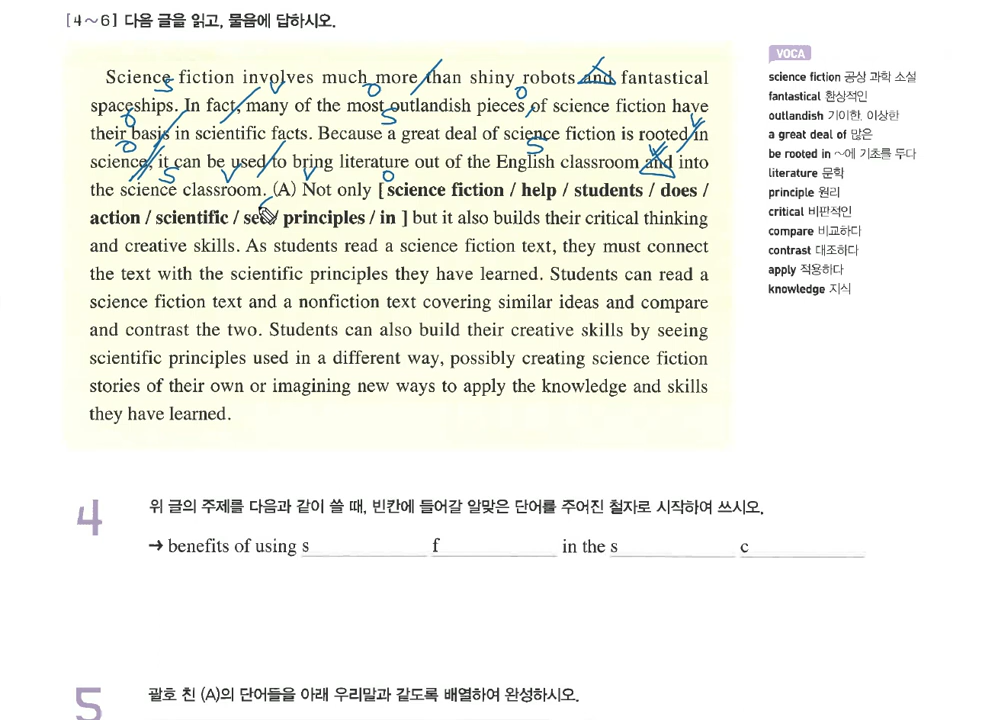 [4~6] 다음 글을 읽고, 물음에 답하시오.
Science fiction involves much more than shiny robots and fantastical
spaceships. In fact, many of the most outlandish pieces of science fiction have
their basis in scientific facts. Because a great deal of science fiction is rooted in
science, it can be used to bring literature out of the English classroom and into
the science classroom. (A) Not only [ science fiction / help / students / does /
action / scientific / see / principles / in ] but it also builds their critical thinking
and creative skills. As students read a science fiction text, they must connect
the text with the scientific principles they have learned. Students can read a
science fiction text and a nonfiction text covering similar ideas and compare
and contrast the two. Students can also build their creative skills by seeing
scientific principles used in a different way, possibly creating science fiction
stories of their own or imagining new ways to apply the knowledge and skills
they have learned.
VOCA
science fiction 공상 과학 소설
fantastical 환상적인
outlandish 기이한, 이상한
a great deal of 많은
be rooted in ~에 기초를 두다
literature 문학
principle 원리
critical 비판적인
compare 비교하다
contrast 대조하다
apply 적용하다
knowledge 지식
4 위 글의 주제를 다음과 같이 쓸 때, 빈칸에 들어갈 알맞은 단어를 주어진 철자로 시작하여 쓰시오.
→ benefits of using s f in the s c
5 괄호 친 (A)의 단어들을 아래 우리말과 같도록 배열하여 완성하시오.